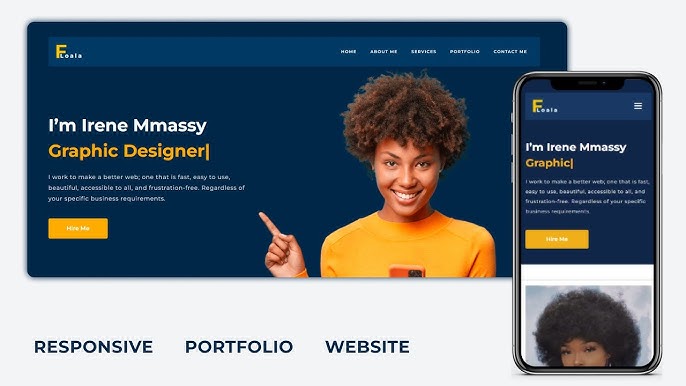 FLoala
HOME ABOUT ME SERVICES PORTFOLIO CONTACT ME
I'm Irene Mmassy
Graphic Designer|
I work to make a better web; one that is fast, easy to use,
beautiful, accessible to all, and frustration-free. Regardless of
your specific business requirements.
Hire Me
FLoala
I'm Irene Mmassy
Graphic|
I work to make a better web; one that is fast, easy to use,
beautiful, accessible to all, and
frustration-free. Regardless of your specific
business requirements.
Hire Me
RESPONSIVE PORTFOLIO WEBSITE